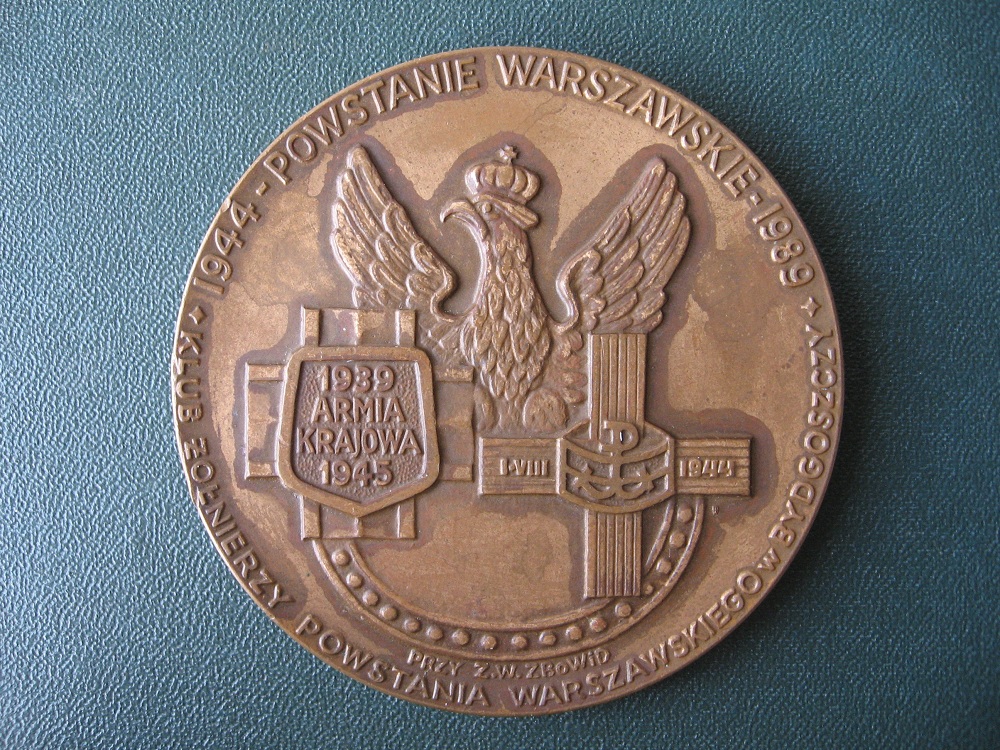 1944 - POWSTANIE WARSZAWSKIE - 1989
KLUB ŻOŁNIERZY POWSTANIA WARSZAWSKIEGO w BYDGOSZCZY
1939
ARMIA
KRAJOWA
1945
1-VIII 1944
PRZY Z.W. ZBoWiD